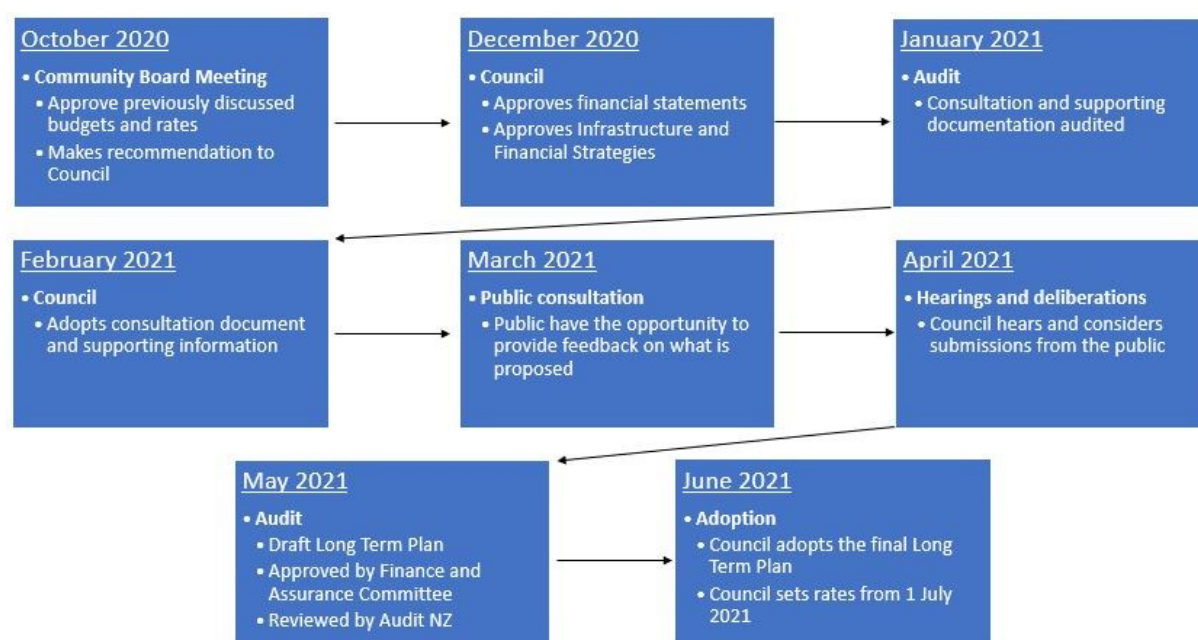 October 2020
• Community Board Meeting
• Approve previously discussed
budgets and rates
• Makes recommendation to
Council
December 2020
• Council
• Approves financial statements
• Approves Infrastructure and
Financial Strategies
January 2021
• Audit
• Consultation and supporting
documentation audited
February 2021
• Council
• Adopts consultation document
and supporting information
March 2021
• Public consultation
• Public have the opportunity to
provide feedback on what is
proposed
April 2021
• Hearings and deliberations
• Council hears and considers
submissions from the public
May 2021
• Audit
• Draft Long Term Plan
• Approved by Finance and
Assurance Committee
• Reviewed by Audit NZ
June 2021
• Adoption
• Council adopts the final Long
Term Plan
• Council sets rates from 1 July
2021